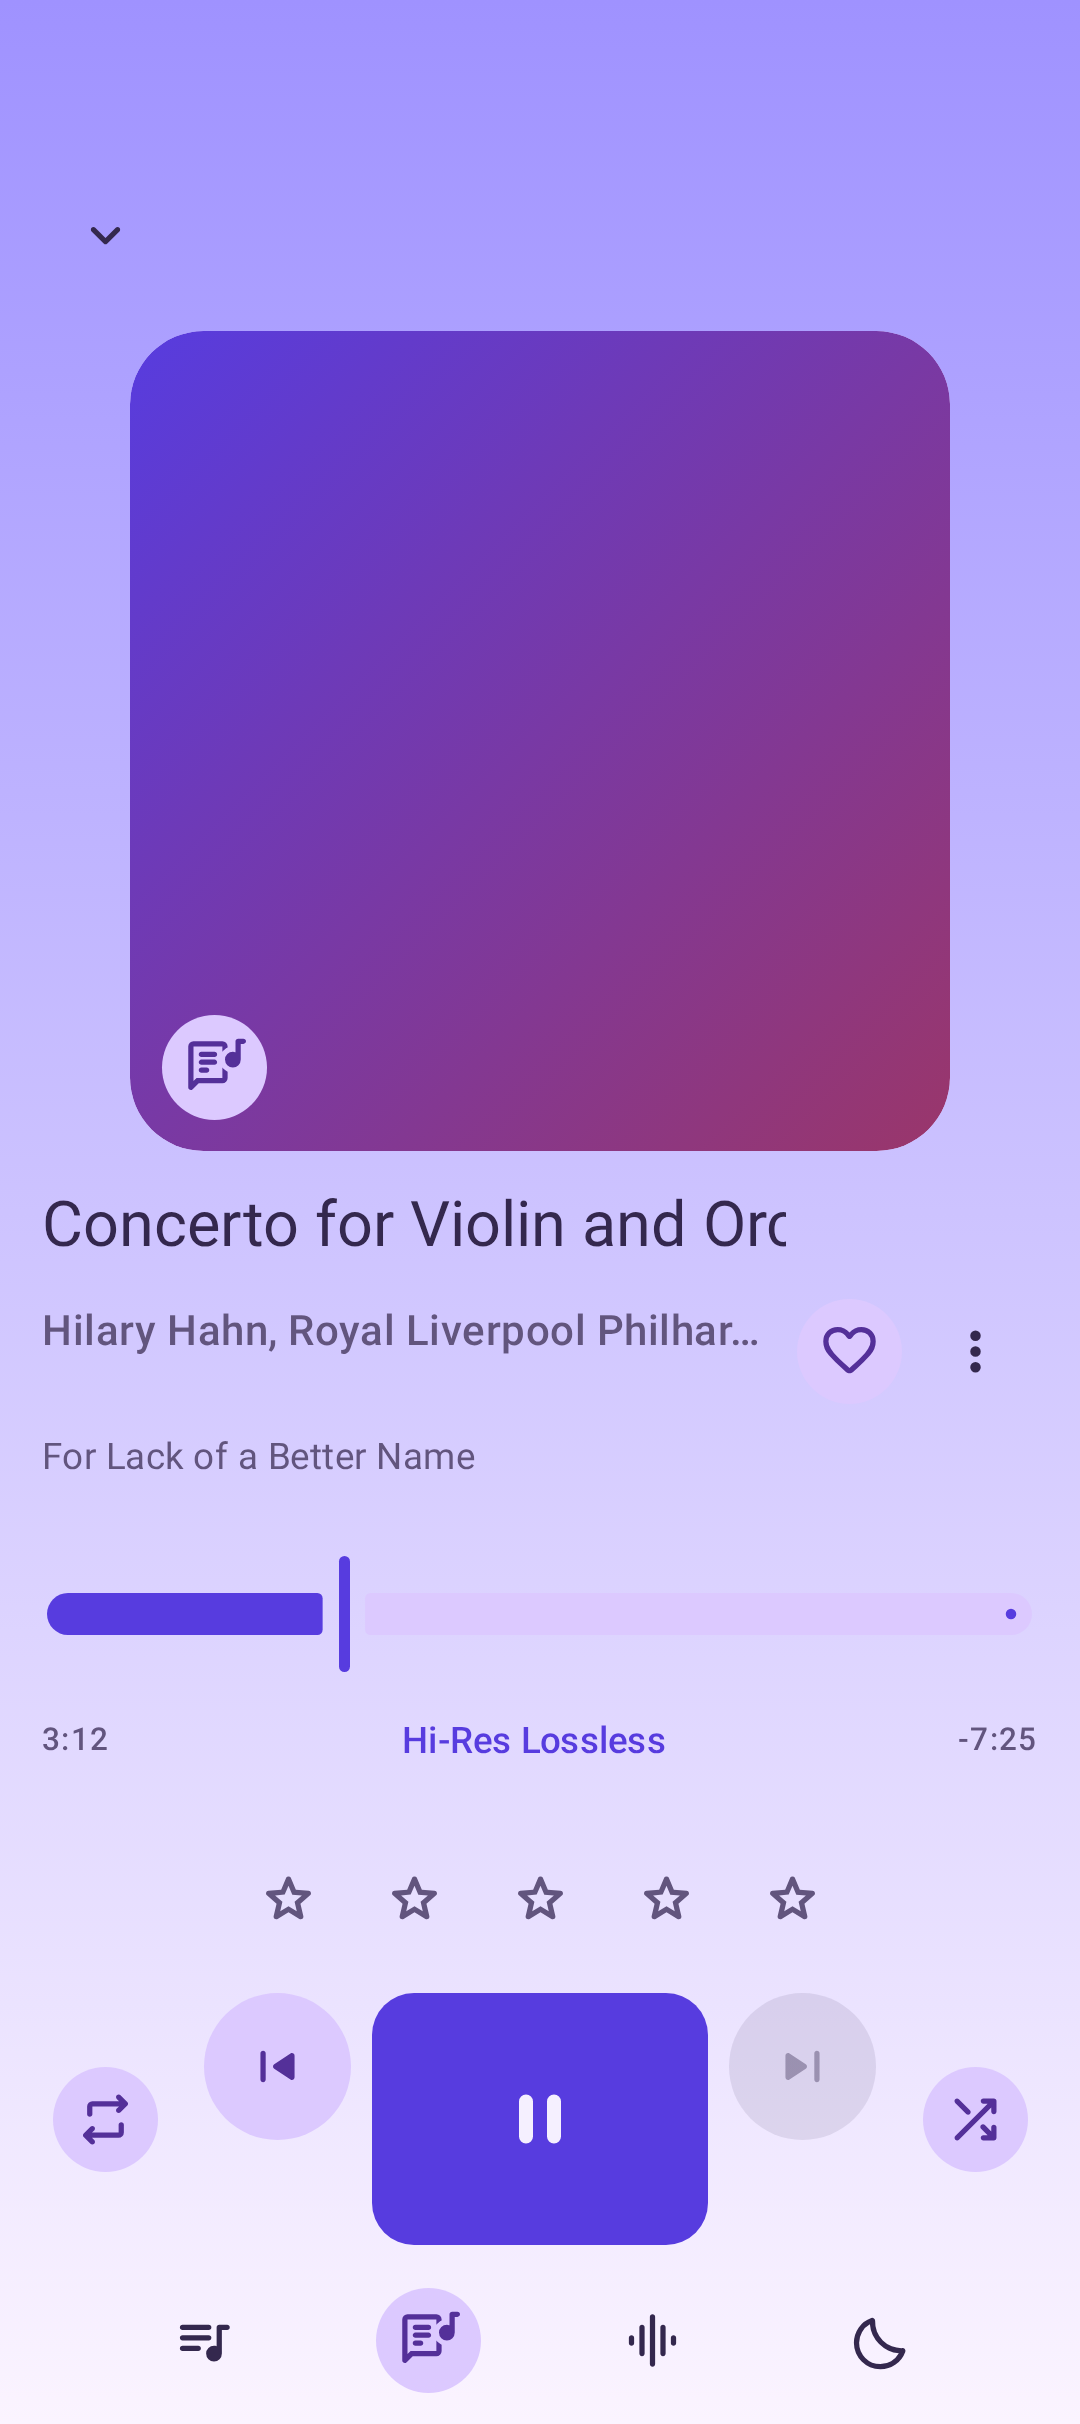 Concerto for Violin and Orc
Hilary Hahn, Royal Liverpool Philhar…
For Lack of a Better Name
3:12
Hi-Res Lossless
-7:25